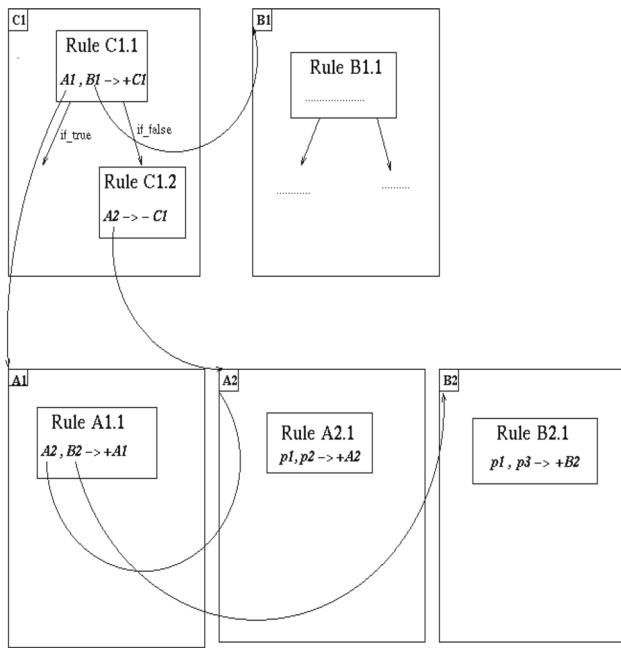 C1
Rule C1.1
A1 , B1 -> +C1
if_true
if_false
Rule C1.2
A2 -> - C1
B1
Rule B1.1
.....................
............
..........
A1
Rule A1.1
A2 , B2 -> +A1
A2
Rule A2.1
p1, p2 -> +A2
B2
Rule B2.1
p1 , p3 -> +B2